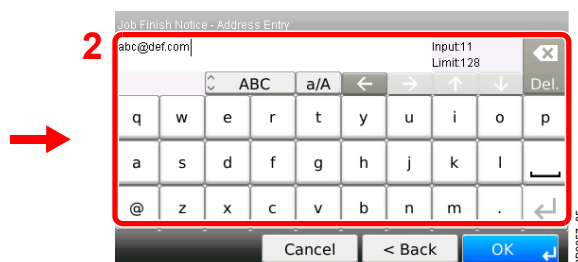 Job Finish Notice - Address Entry
2
abc@def.com
Input:11
Limit:128
ABC a/A ← → ↑ ↓ Del.
q w e r t y u i o p
a s d f g h j k l
@ z x c v b n m .
Cancel < Back OK